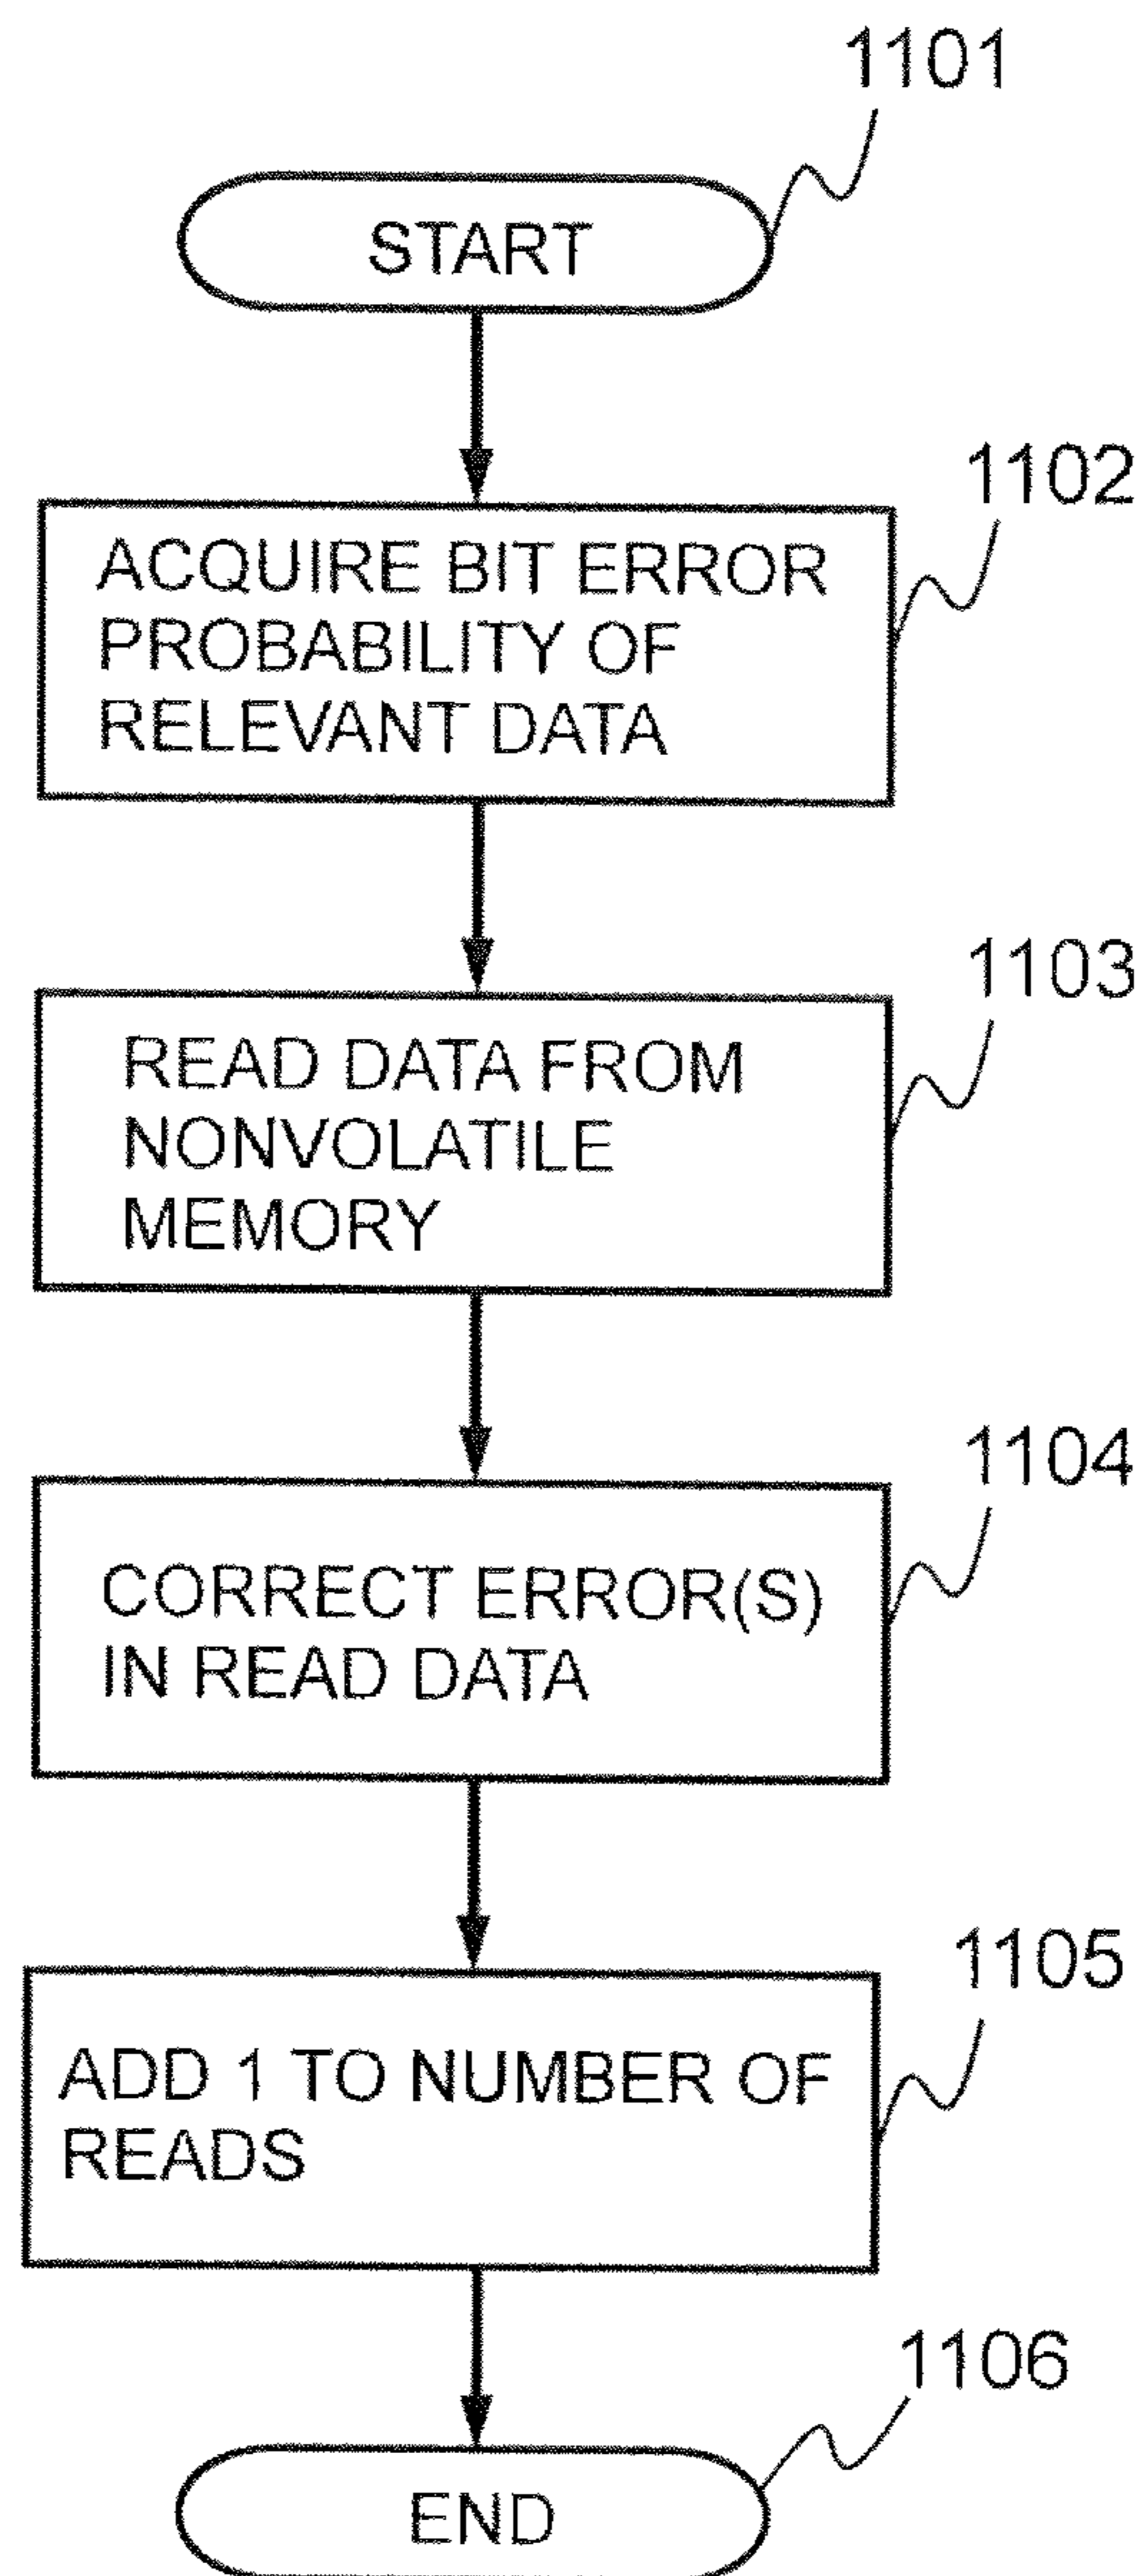 1101
START
1102
ACQUIRE BIT ERROR
PROBABILITY OF
RELEVANT DATA
1103
READ DATA FROM
NONVOLATILE
MEMORY
1104
CORRECT ERROR(S)
IN READ DATA
1105
ADD 1 TO NUMBER OF
READS
1106
END